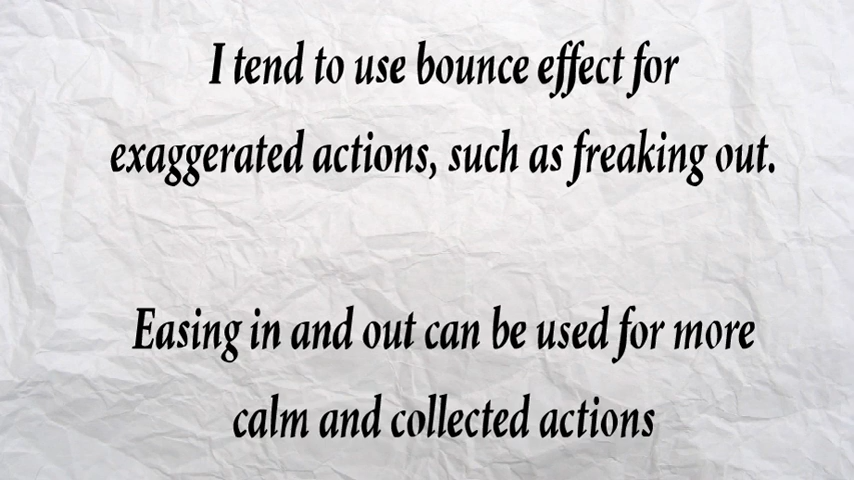 I tend to use bounce effect for
exaggerated actions, such as freaking out.
Easing in and out can be used for more
calm and collected actions